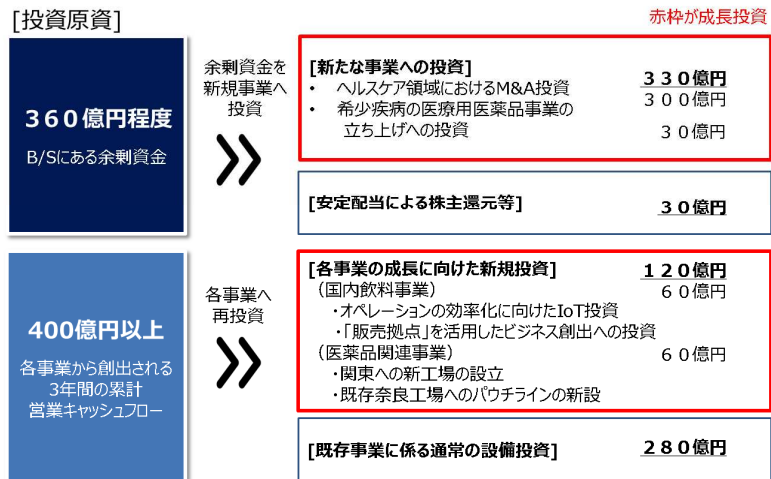 [投資原資]
赤枠が成長投資
360億円程度
B/Sにある余剰資金
余剰資金を
新規事業へ
投資
[新たな事業への投資] 330億円
• ヘルスケア領域におけるM&A投資 300億円
• 希少疾病の医療用医薬品事業の
立ち上げへの投資 30億円
[安定配当による株主還元等] 30億円
400億円以上
各事業から創出される
3年間の累計
営業キャッシュフロー
各事業へ
再投資
[各事業の成長に向けた新規投資] 120億円
（国内飲料事業） 60億円
・オペレーションの効率化に向けたIoT投資
・「販売拠点」を活用したビジネス創出への投資
（医薬品関連事業） 60億円
・関東への新工場の設立
・既存奈良工場へのパウチラインの新設
[既存事業に係る通常の設備投資] 280億円